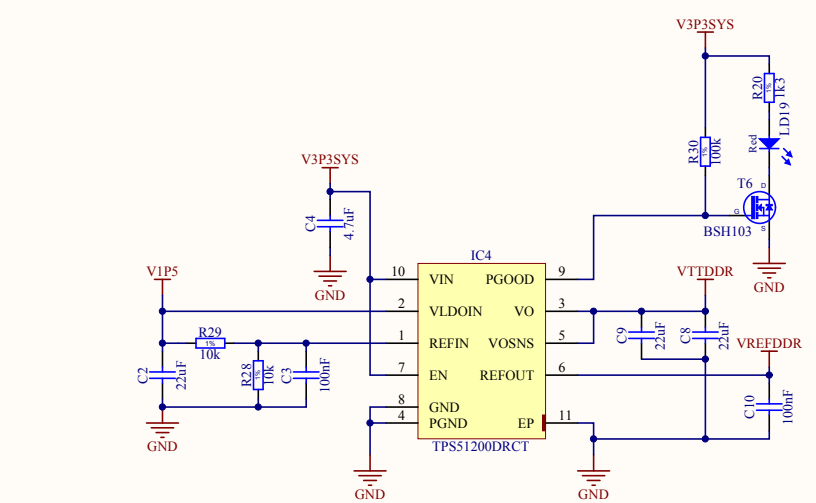 V3P3SYS
R20
1%
1k3
LD19
Red
R30
1%
100k
V3P3SYS
T6
D
G
S
BSH103
C4
4.7uF
GND
IC4
V1P5
VTTDDR
GND
10
VIN
PGOOD
9
2
VLDOIN
VO
3
R29
1%
10k
1
REFIN
VOSNS
5
C9
22uF
C8
22uF
VREFDDR
C2
22uF
R28
1%
10k
C3
100nF
7
EN
REFOUT
6
8
GND
4
PGND
EP
11
C10
100nF
GND
TPS51200DRCT
GND
GND